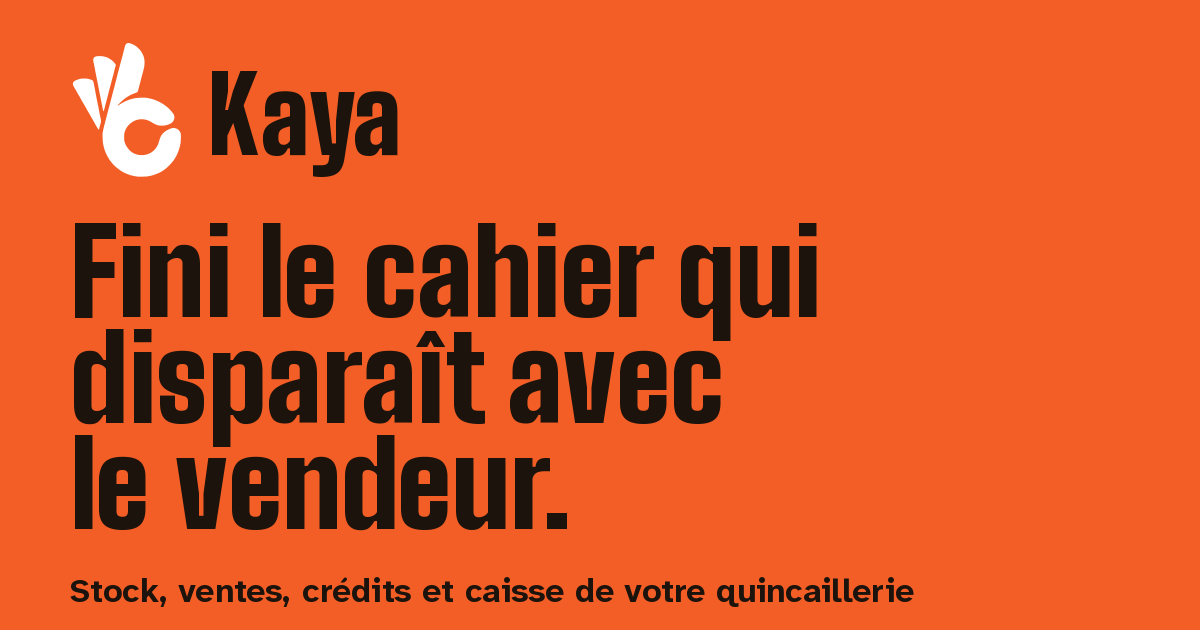 Kaya
Fini le cahier qui
disparaît avec
le vendeur.
Stock, ventes, crédits et caisse de votre quincaillerie